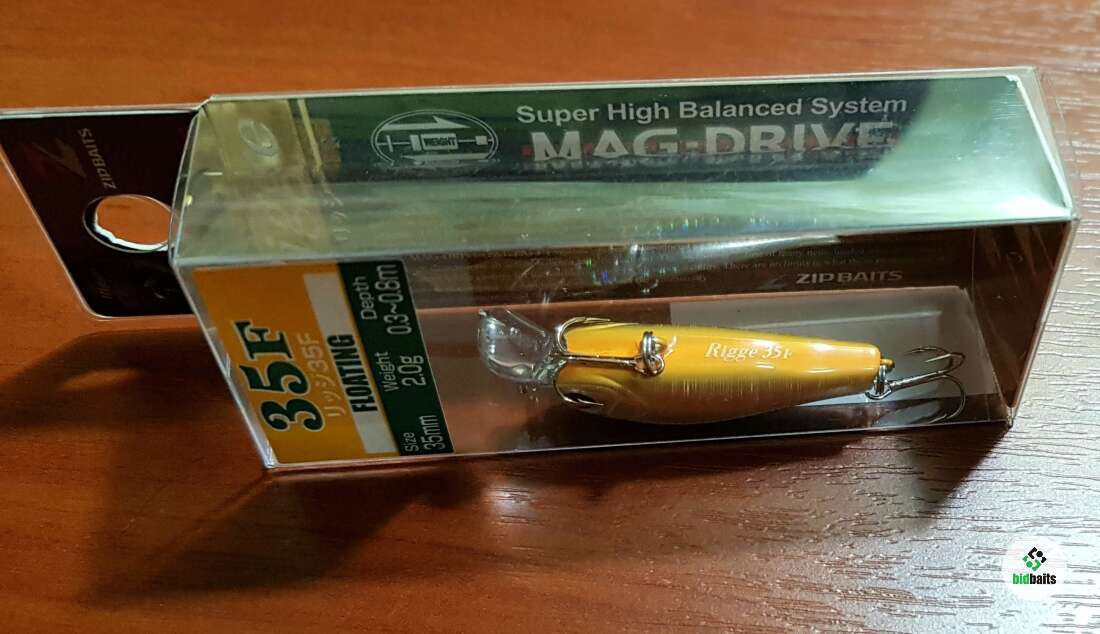 Super High Balanced System
MAG-DRIVE
WEIGHT
ZIPBAITS
ZIPBAITS
35F
リッジ35F
FLOATING
Size
35mm
Weight
2.0g
Depth
0.3~0.8m
Rigge 35F
bidbaits